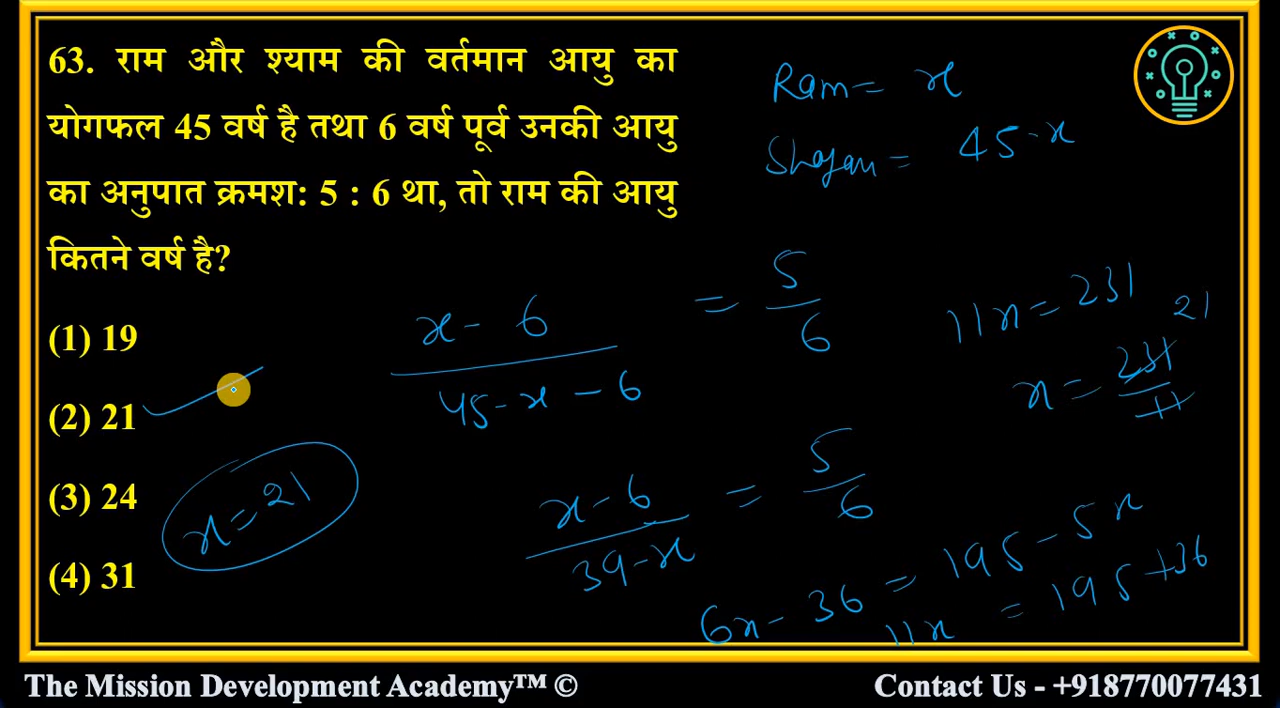 63. राम और श्याम की वर्तमान आयु का
योगफल 45 वर्ष है तथा 6 वर्ष पूर्व उनकी आयु
का अनुपात क्रमश: 5 : 6 था, तो राम की आयु
कितने वर्ष है?
(1) 19
(2) 21
(3) 24
(4) 31
x = 21
Ram = x
Shayam = 45 - x
x - 6 / 45 - x - 6 = 5 / 6
x - 6 / 39 - x = 5 / 6
6x - 36 = 195 - 5x
11x = 195 + 36
11x = 231
x = 231 / 11
21
The Mission Development Academy™ ©
Contact Us - +918770077431